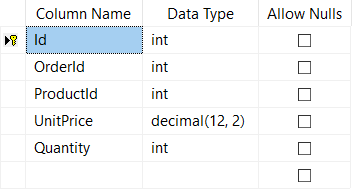 Column Name Data Type Allow Nulls
Id int
OrderId int
ProductId int
UnitPrice decimal(12, 2)
Quantity int